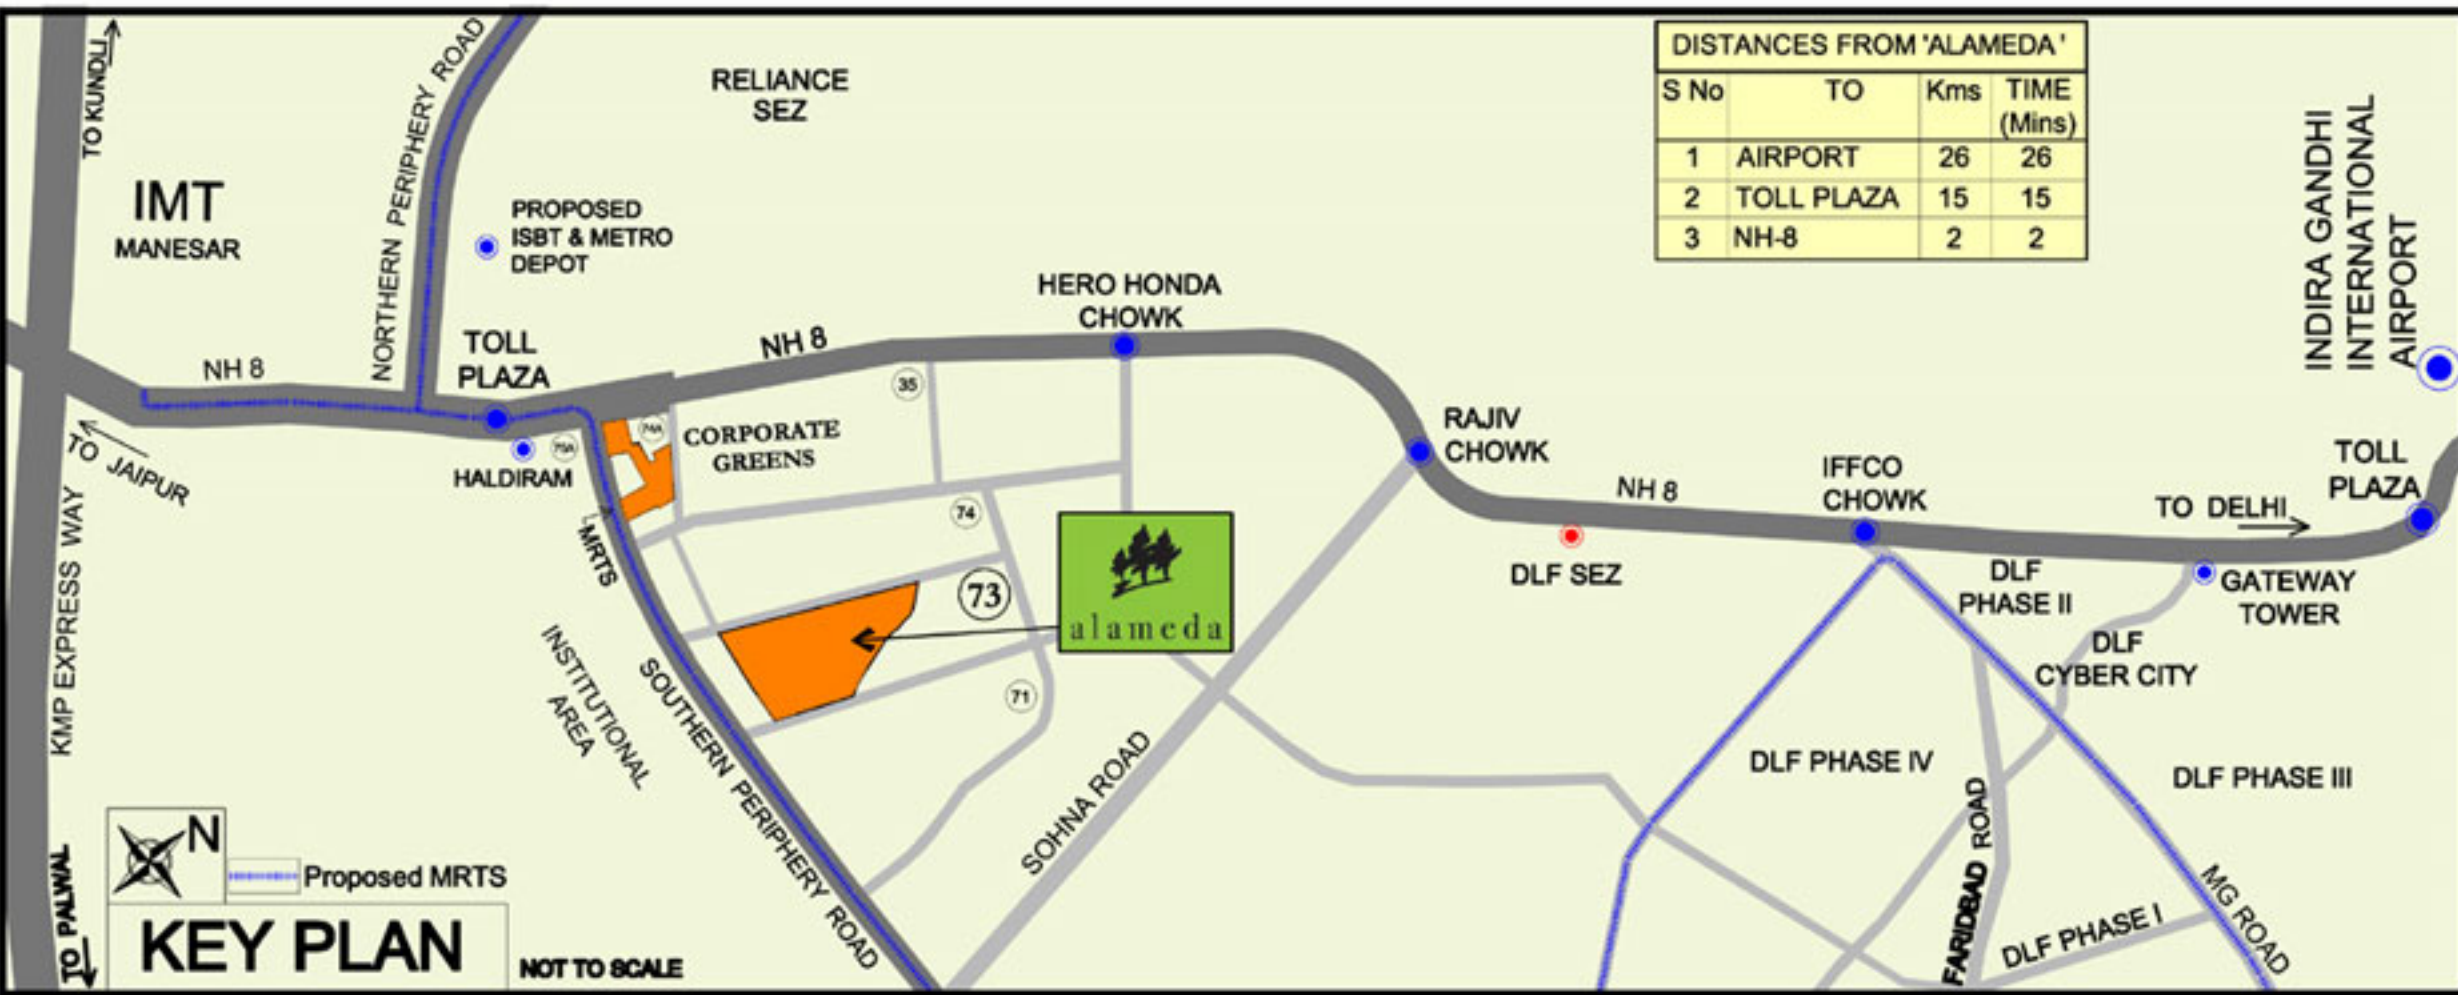 TO KUNDLI
NORTHERN PERIPHERY ROAD
RELIANCE
SEZ
DISTANCES FROM 'ALAMEDA'
S No TO Kms TIME
(Mins)
1 AIRPORT 26 26
2 TOLL PLAZA 15 15
3 NH-8 2 2
INDIRA GANDHI
INTERNATIONAL
AIRPORT
IMT
MANESAR
PROPOSED
ISBT & METRO
DEPOT
HERO HONDA
CHOWK
NH 8
TOLL
PLAZA
NH 8
35
RAJIV
CHOWK
CORPORATE
GREENS
74A
75A
HALDIRAM
TO JAIPUR
IFFCO
CHOWK
NH 8
TOLL
PLAZA
TO DELHI
74
MRTS
DLF SEZ
DLF
PHASE II
GATEWAY
TOWER
73
alameda
DLF
CYBER CITY
KMP EXPRESS WAY
INSTITUTIONAL
AREA
SOUTHERN PERIPHERY ROAD
71
SOHNA ROAD
DLF PHASE IV
DLF PHASE III
FARIDBAD ROAD
MG ROAD
DLF PHASE I
TO PALWAL
N
Proposed MRTS
KEY PLAN
NOT TO SCALE